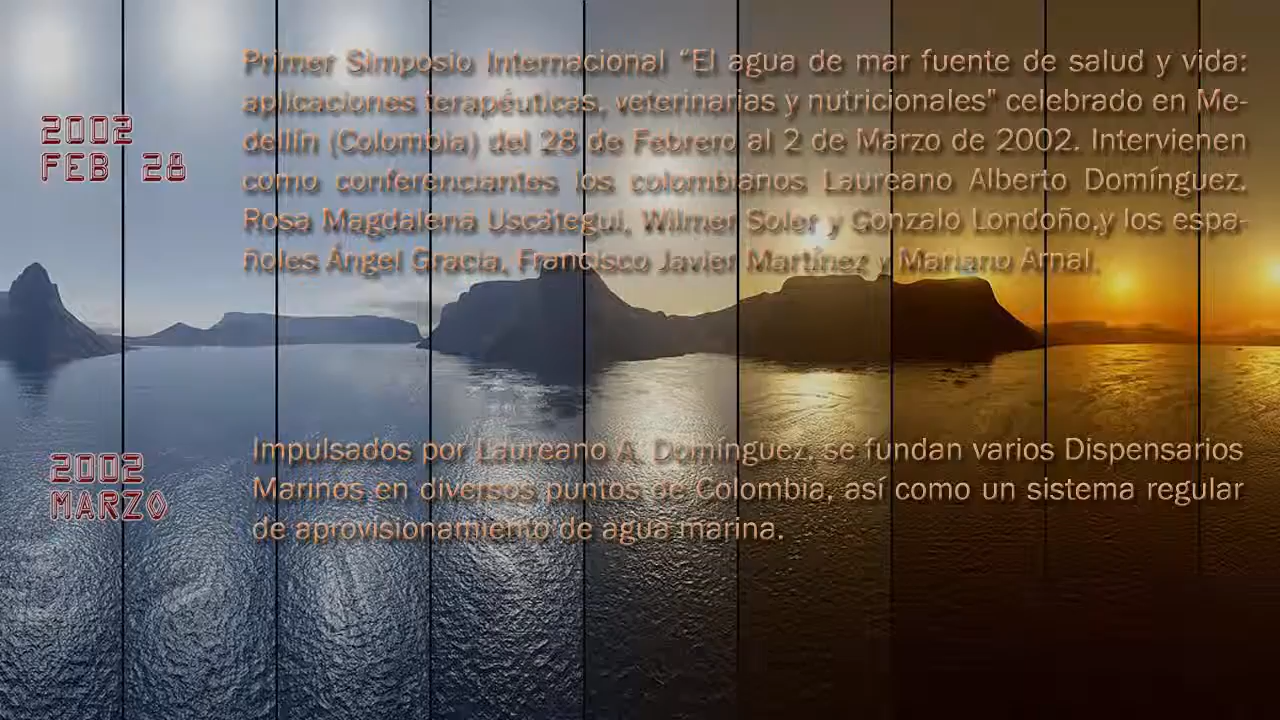 2002
FEB 28
Primer Simposio Internacional “El agua de mar fuente de salud y vida:
aplicaciones terapéuticas, veterinarias y nutricionales" celebrado en Me-
dellín (Colombia) del 28 de Febrero al 2 de Marzo de 2002. Intervienen
como conferenciantes los colombianos Laureano Alberto Domínguez,
Rosa Magdalena Uscátegui, Wilmer Soler y Gonzalo Londoño,y los espa-
ñoles Ángel Gracia, Francisco Javier Martínez y Mariano Arnal.
2002
MARZO
Impulsados por Laureano A. Domínguez, se fundan varios Dispensarios
Marinos en diversos puntos de Colombia, así como un sistema regular
de aprovisionamiento de agua marina.